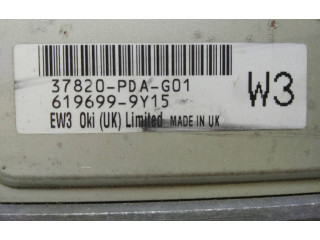 37820-PDA-G01
619699-9Y15
W3
EW3 Oki (UK) Limited MADE IN UK